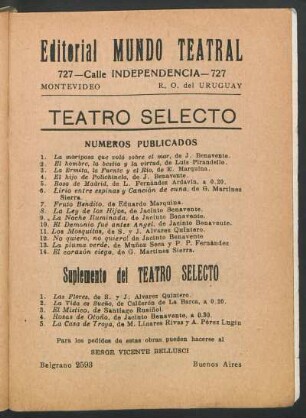 Editorial MUNDO TEATRAL
727—Calle INDEPENDENCIA—727
MONTEVIDEO R. O. del URUGUAY
TEATRO SELECTO
NUMEROS PUBLICADOS
1. La mariposa que voló sobre el mar, de J. Benavente.
2. El hombre, la bestia y la virtud, de Luis Pirandello.
3. La Ermita, la Fuente y el Río, de E. Marquina.
4. El hijo de Polichinela, de J. Benavente.
5. Rosa de Madrid, de L. Fernández Ardavín, a 0.20.
6. Lirio entre espinas y Canción de cuna, de G. Martínez
Sierra.
7. Fruto Bendito, de Eduardo Marquina.
8. La Ley de los Hijos, de Jacinto Benavente.
9. La Noche Iluminada, de Jacinto Benavente.
10. El Demonio fué antes Angel, de Jacinto Benavente.
11. Los Mosquitos, de S. y J. Alvarez Quintero.
12. No quiero, no quiero! de Jacinto Benavente.
13. La pluma verde, de Muñoz Seca y P. P. Fernández
14. El corazón ciego, de G. Martínez Sierra.
Suplemento del TEATRO SELECTO
1. Las Flores, de S. y J. Alvarez Quintero.
2. La Vida es Sueño, de Calderón de La Barca, a 0.20.
3. El Místico, de Santiago Rusiñol.
4. Rosas de Otoño, de Jacinto Benavente, a 0.30
5. La Casa de Troya, de M. Linares Rivas y A. Pérez Lugín
Para los pedidos de estas obras pueden hacerse al
SEÑOR VICENTE BELLUSCI
Belgrano 2593 Buenos Aires